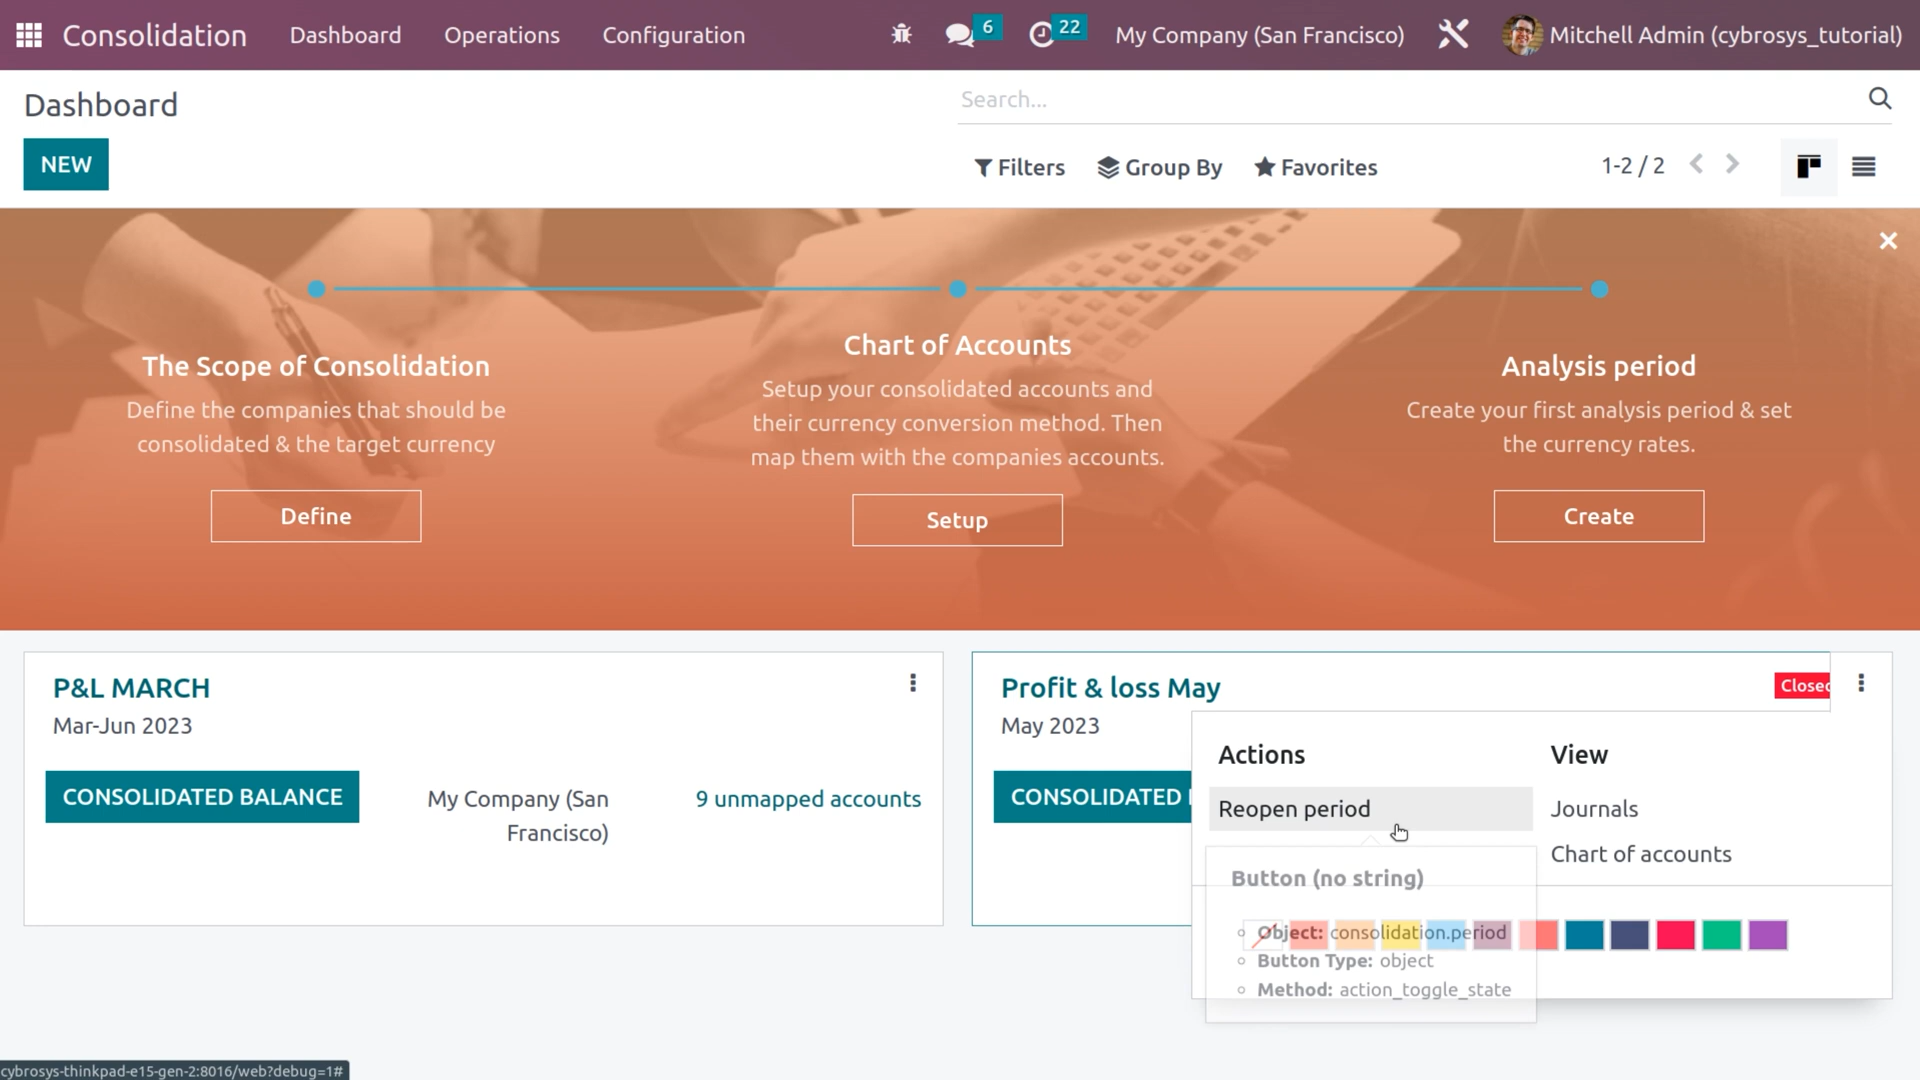 Consolidation Dashboard Operations Configuration 6 22 My Company (San Francisco) Mitchell Admin (cybrosys_tutorial)
Dashboard
Search...
NEW
Filters Group By Favorites 1-2 / 2
The Scope of Consolidation
Define the companies that should be
consolidated & the target currency
Define
Chart of Accounts
Setup your consolidated accounts and
their currency conversion method. Then
map them with the companies accounts.
Setup
Analysis period
Create your first analysis period & set
the currency rates.
Create
P&L MARCH
Mar-Jun 2023
CONSOLIDATED BALANCE
My Company (San
Francisco)
9 unmapped accounts
Profit & loss May
Closed
May 2023
CONSOLIDATED
Actions
Reopen period
View
Journals
Chart of accounts
Button (no string)
Object: consolidation.period
Button Type: object
Method: action_toggle_state
cybrosys-thinkpad-e15-gen-2:8016/web?debug=1#